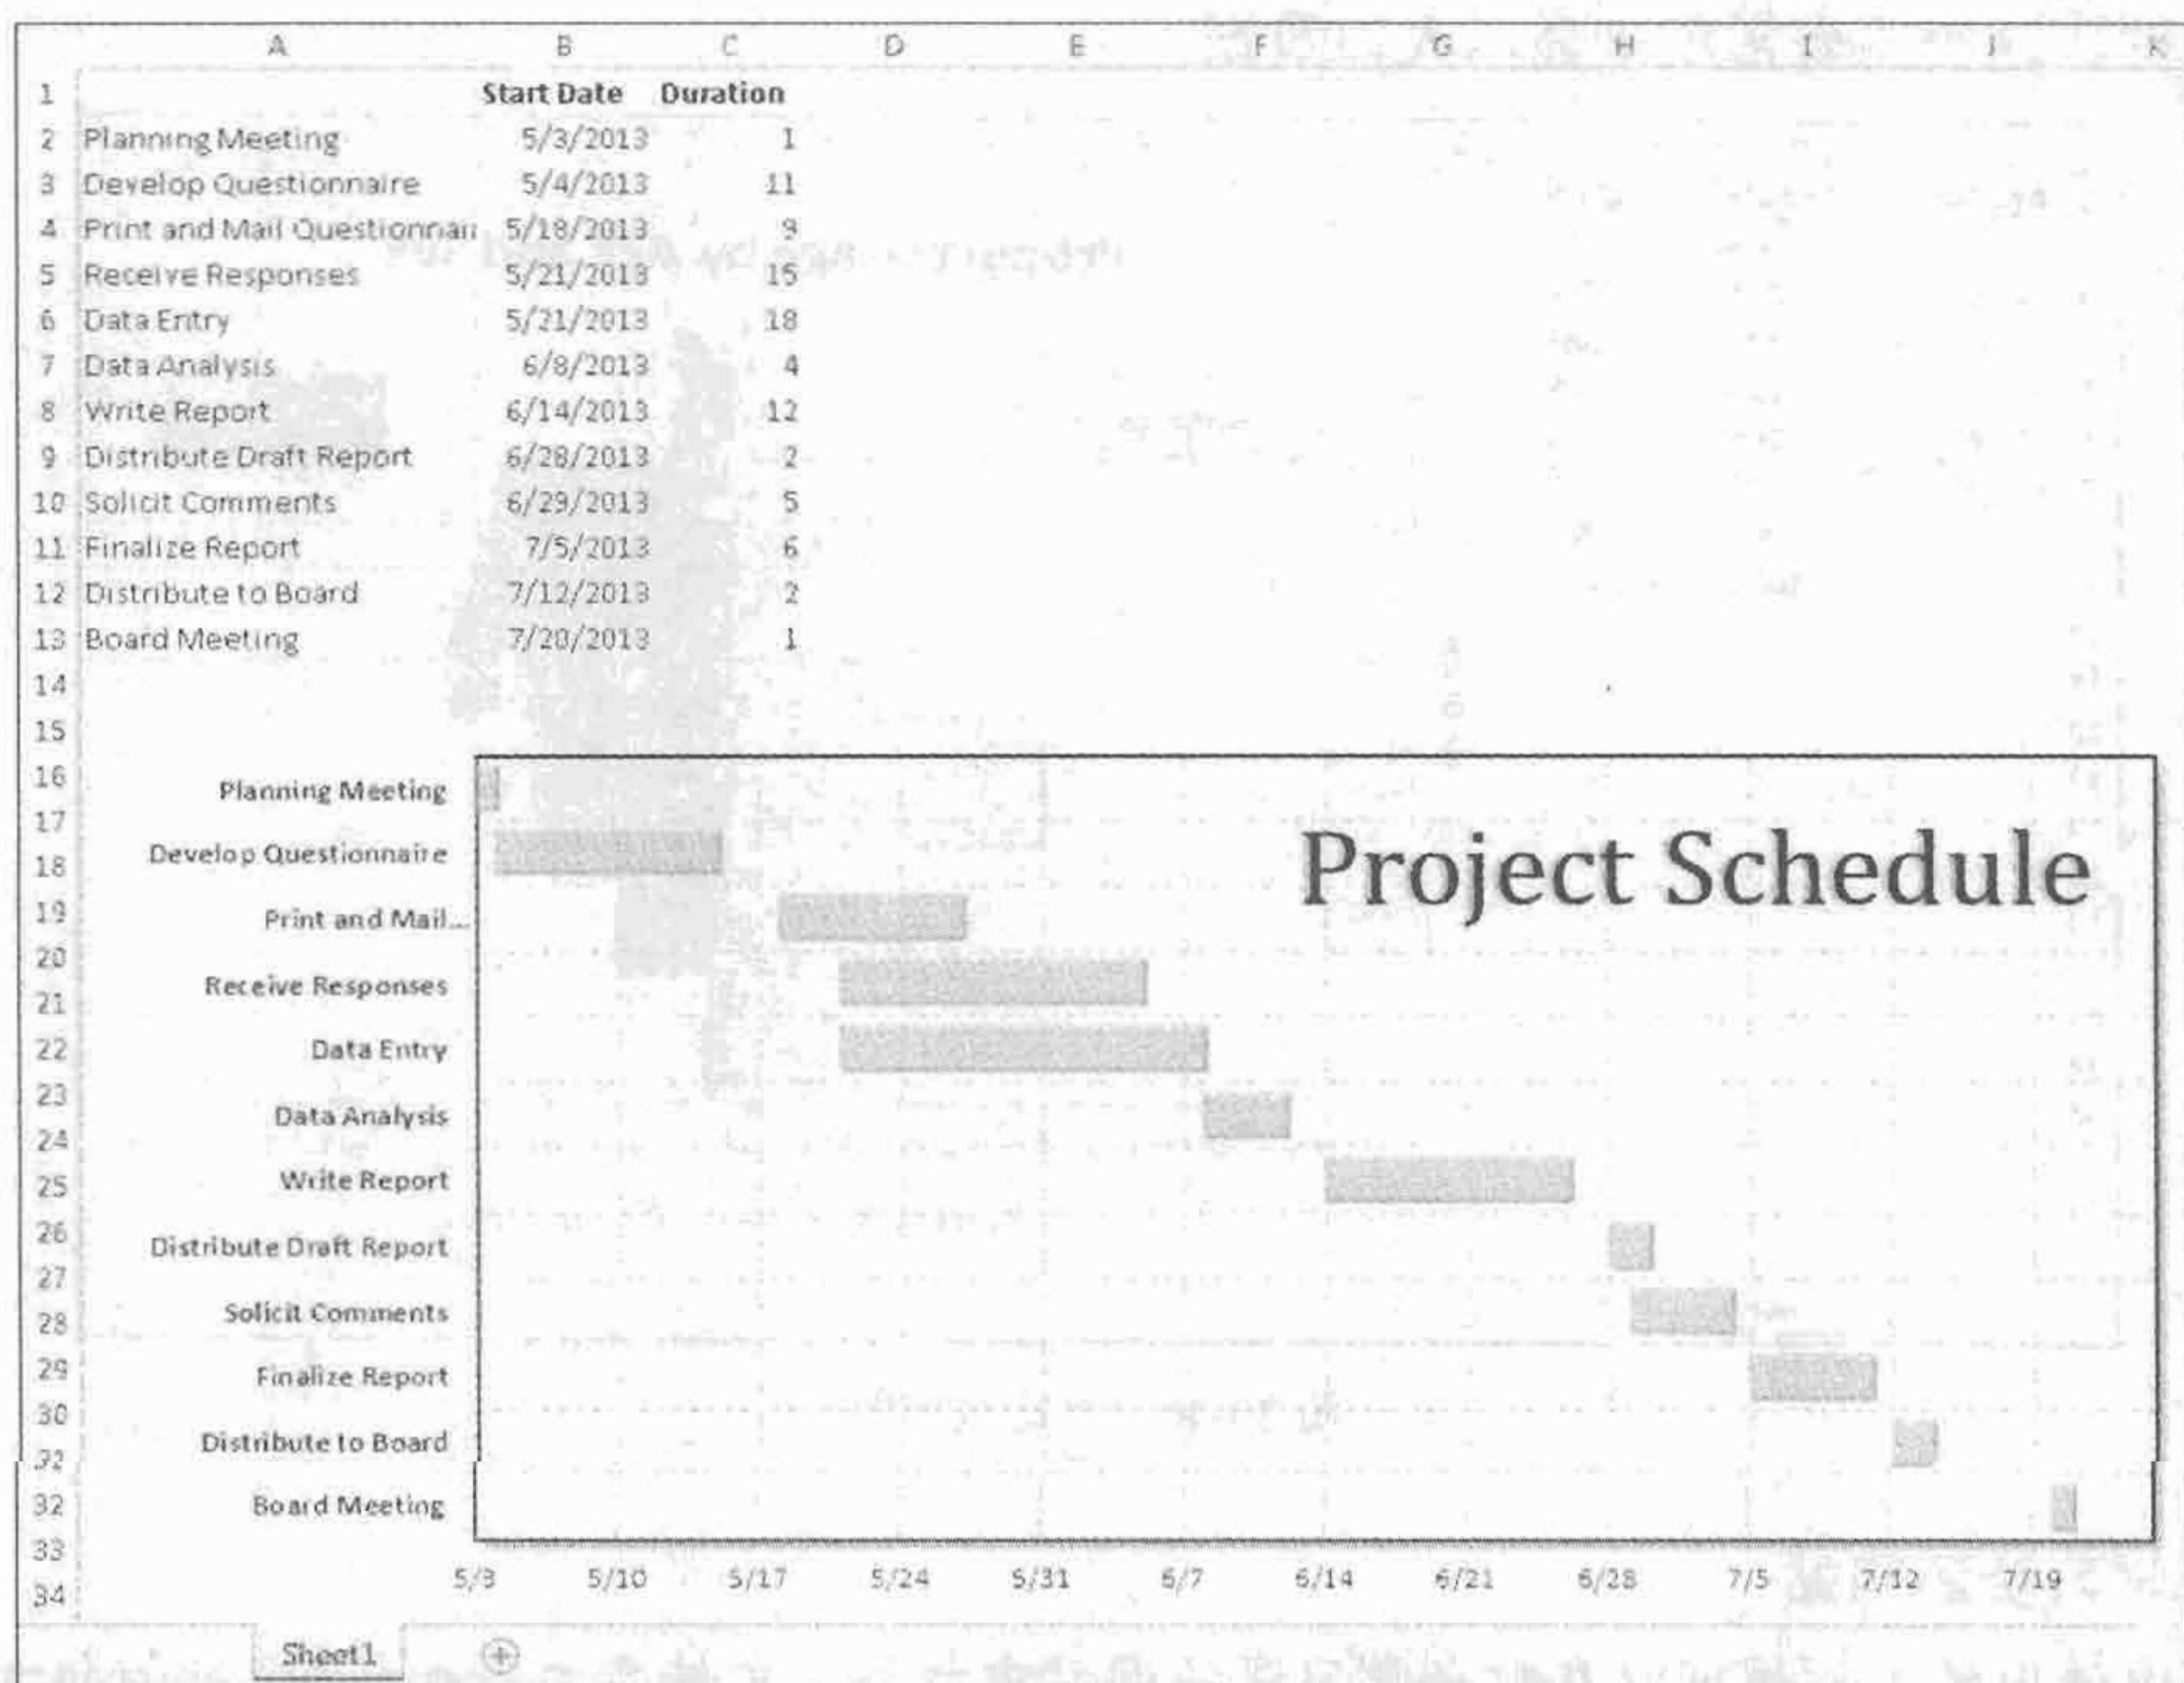 A B C D E F G H I J K
1 Start Date Duration
2 Planning Meeting 5/3/2013 1
3 Develop Questionnaire 5/4/2013 11
4 Print and Mail Questionnair 5/18/2013 9
5 Receive Responses 5/21/2013 15
6 Data Entry 5/21/2013 18
7 Data Analysis 6/8/2013 4
8 Write Report 6/14/2013 12
9 Distribute Draft Report 6/28/2013 2
10 Solicit Comments 6/29/2013 5
11 Finalize Report 7/5/2013 6
12 Distribute to Board 7/12/2013 2
13 Board Meeting 7/20/2013 1
14
15
16 Planning Meeting
17
Project Schedule
18 Develop Questionnaire
19 Print and Mail...
20
21 Receive Responses
22 Data Entry
23
24 Data Analysis
25 Write Report
26 Distribute Draft Report
27
28 Solicit Comments
29 Finalize Report
30
Distribute to Board
32 Board Meeting
33
34 5/3 5/10 5/17 5/24 5/31 6/7 6/14 6/21 6/28 7/5 7/12 7/19
Sheet1